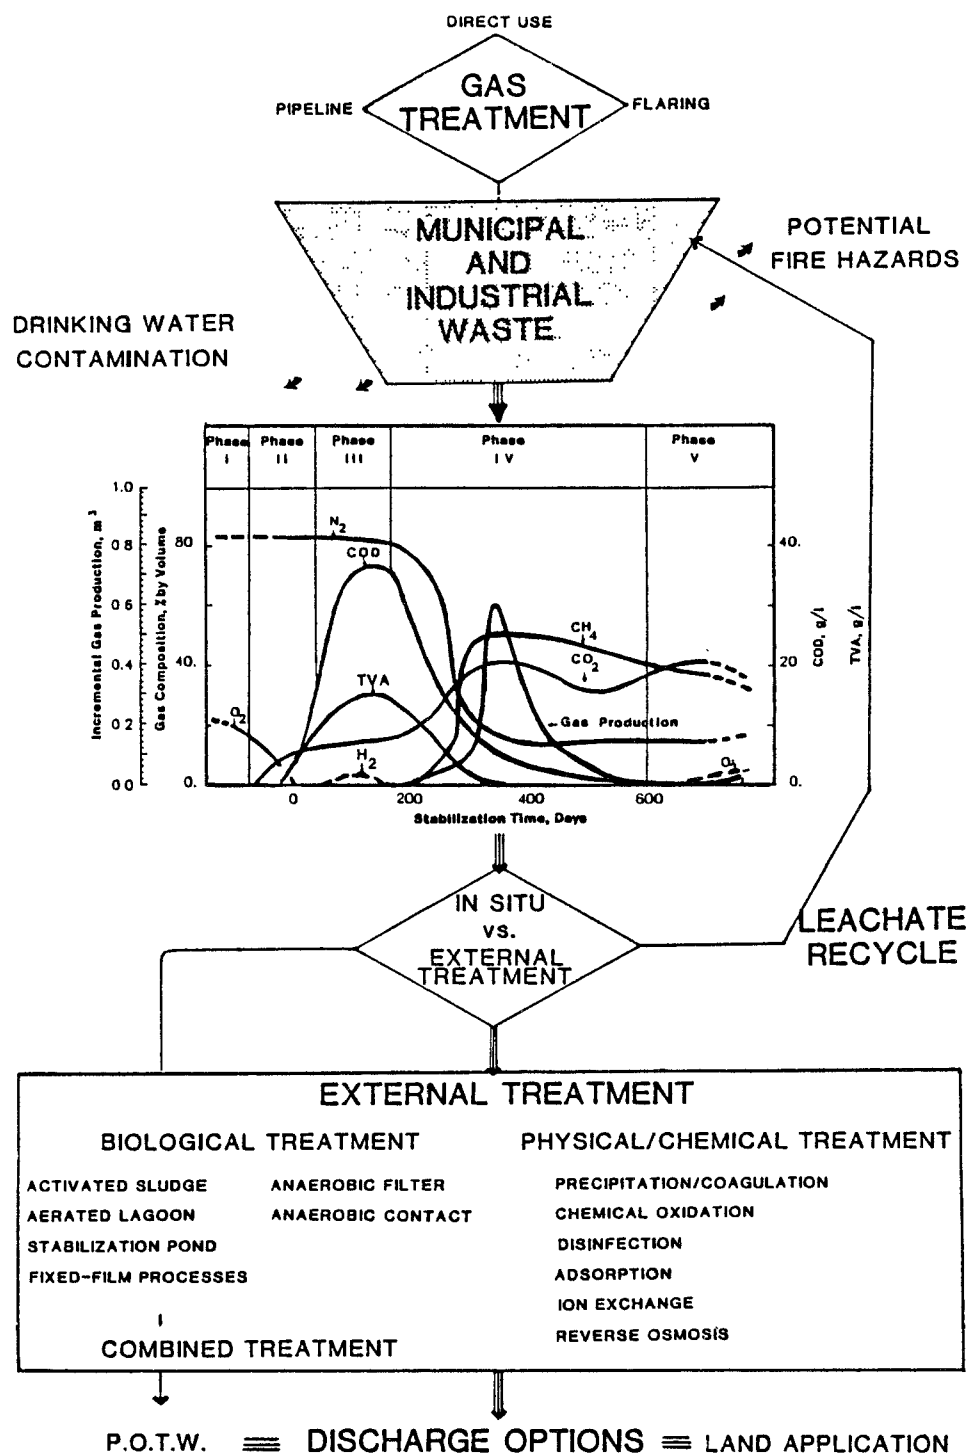 DIRECT USE
GAS
TREATMENT
PIPELINE
FLARING
MUNICIPAL
AND
INDUSTRIAL
WASTE
POTENTIAL
FIRE HAZARDS
DRINKING WATER
CONTAMINATION
Phase I
Phase II
Phase III
Phase IV
Phase V
Incremental Gas Production, m³
1.0
0.8
0.6
0.4
0.2
0.0
Gas Composition, % by Volume
80.
40.
0.
N₂
COD
TVA
O₂
H₂
CH₄
CO₂
Gas Production
O₂
40.
20
0.
COD, g/l
TVA, g/l
0 200 400 600
Stabilization Time, Days
IN SITU
VS.
EXTERNAL
TREATMENT
LEACHATE
RECYCLE
EXTERNAL TREATMENT
BIOLOGICAL TREATMENT
ACTIVATED SLUDGE
AERATED LAGOON
STABILIZATION POND
FIXED-FILM PROCESSES
ANAEROBIC FILTER
ANAEROBIC CONTACT
COMBINED TREATMENT
PHYSICAL/CHEMICAL TREATMENT
PRECIPITATION/COAGULATION
CHEMICAL OXIDATION
DISINFECTION
ADSORPTION
ION EXCHANGE
REVERSE OSMOSIS
P.O.T.W. DISCHARGE OPTIONS LAND APPLICATION